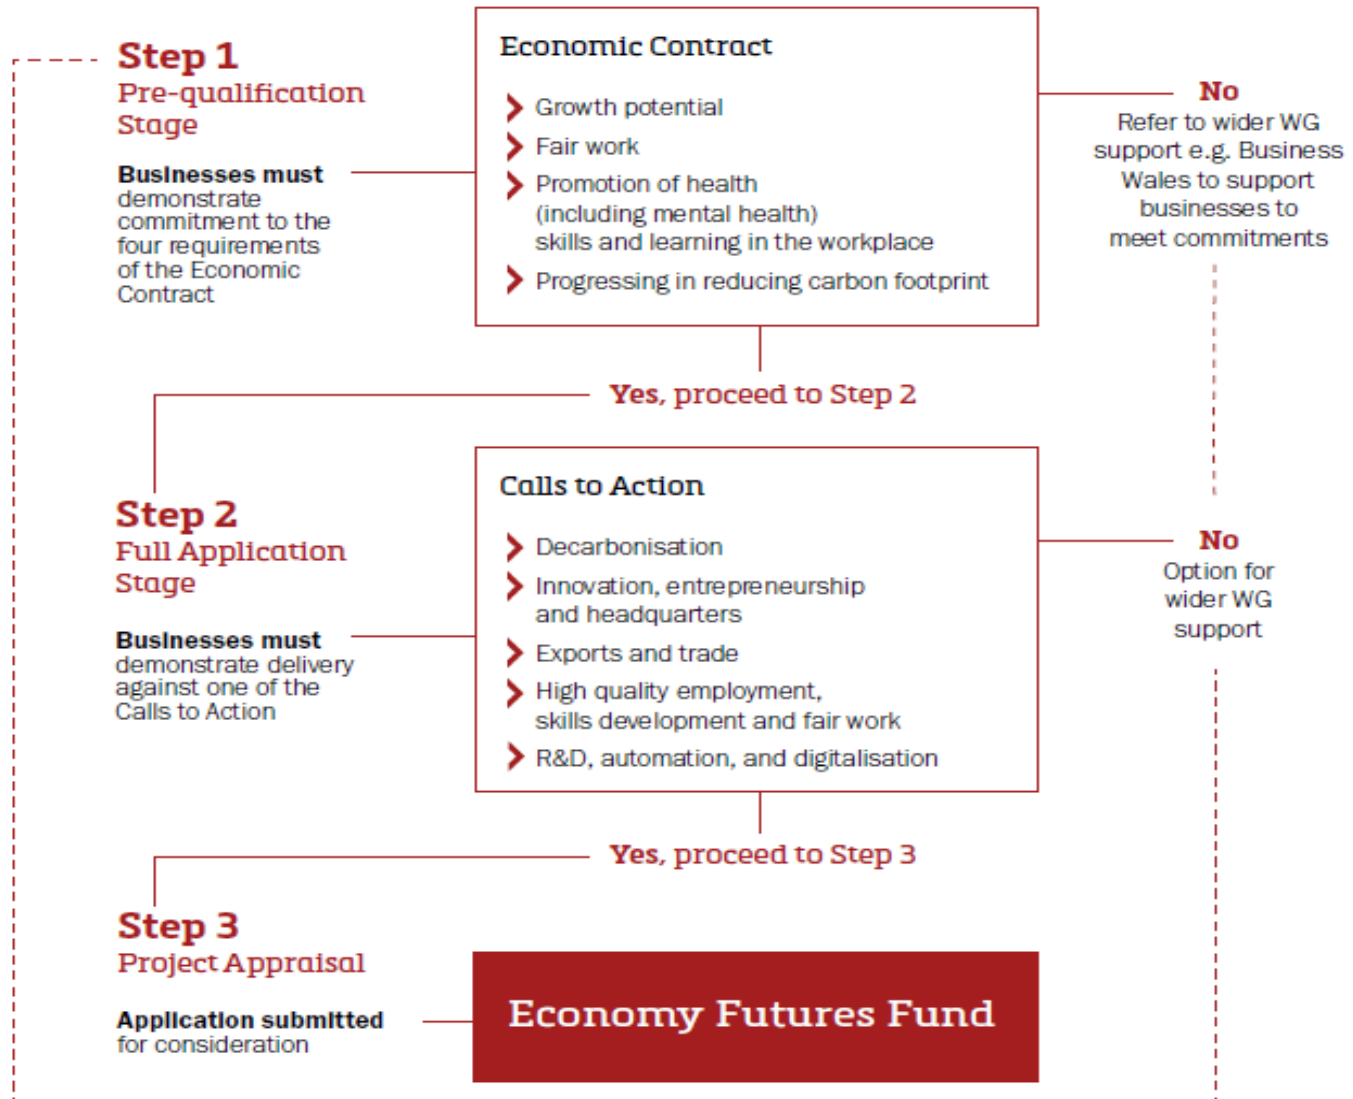 Step 1
Pre-qualification
Stage
Businesses must
demonstrate
commitment to the
four requirements
of the Economic
Contract
Economic Contract
Growth potential
Fair work
Promotion of health
(including mental health)
skills and learning in the workplace
Progressing in reducing carbon footprint
No
Refer to wider WG
support e.g. Business
Wales to support
businesses to
meet commitments
Yes, proceed to Step 2
Step 2
Full Application
Stage
Businesses must
demonstrate delivery
against one of the
Calls to Action
Calls to Action
Decarbonisation
Innovation, entrepreneurship
and headquarters
Exports and trade
High quality employment,
skills development and fair work
R&D, automation, and digitalisation
No
Option for
wider WG
support
Yes, proceed to Step 3
Step 3
Project Appraisal
Application submitted
for consideration
Economy Futures Fund